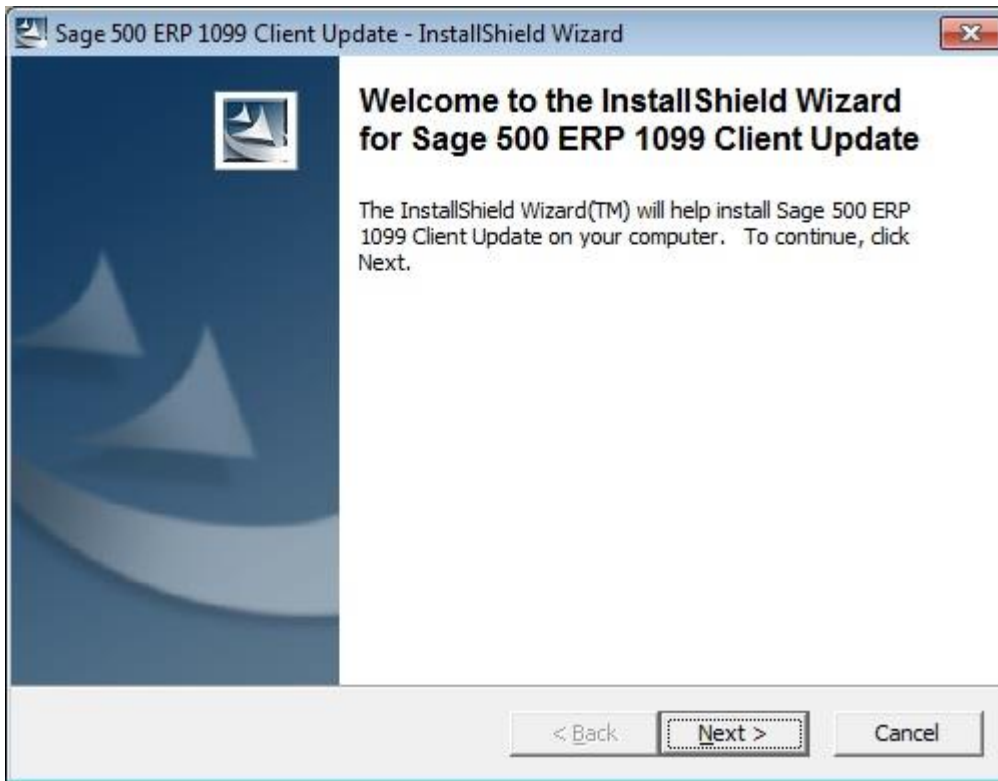 Sage 500 ERP 1099 Client Update - InstallShield Wizard
Welcome to the InstallShield Wizard
for Sage 500 ERP 1099 Client Update
The InstallShield Wizard(TM) will help install Sage 500 ERP
1099 Client Update on your computer.   To continue, click
Next.
< Back
Next >
Cancel